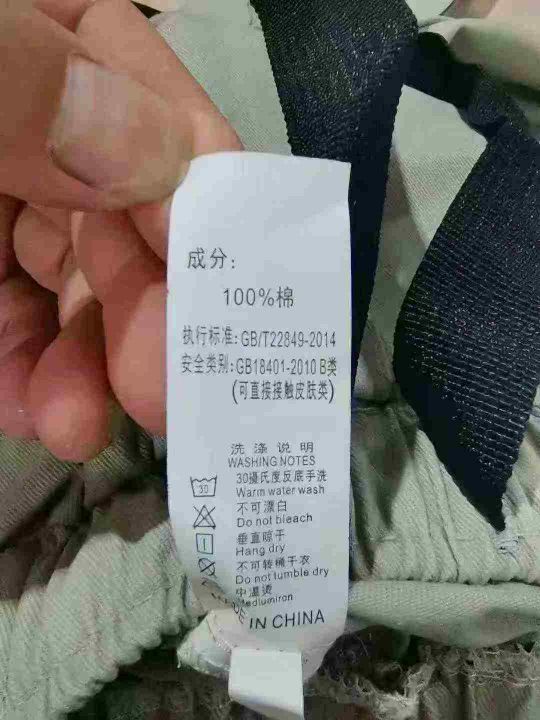 成分:
100%棉
执行标准:GB/T22849-2014
安全类别:GB18401-2010 B类
(可直接接触皮肤类)
洗涤说明
WASHING NOTES
30
30摄氏度反底手洗
Warm water wash
不可漂白
Do not bleach
垂直晾干
Hang dry
不可转桶干衣
Do not tumble dry
中温烫
Mediumiron
IN CHINA